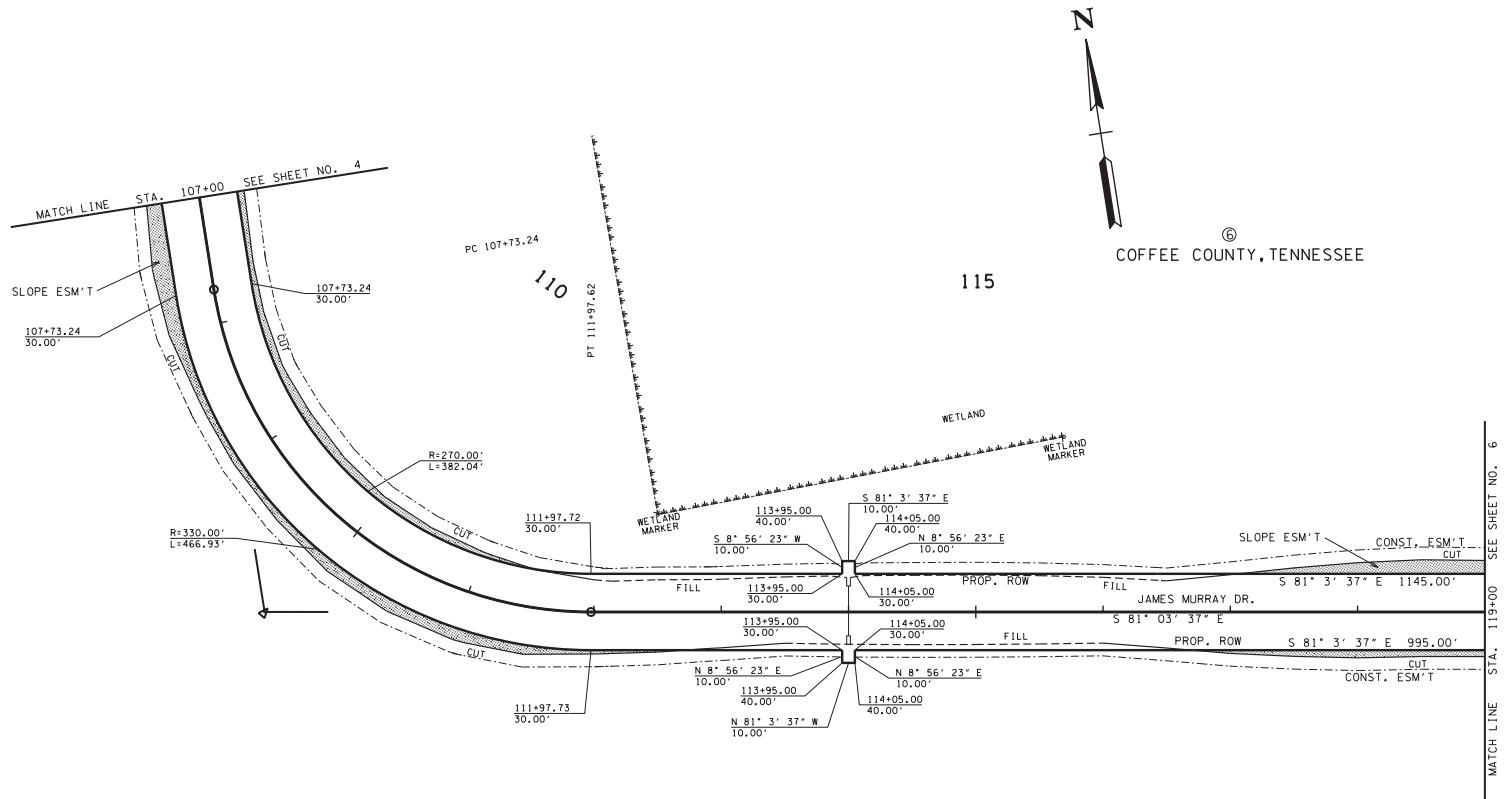 N
MATCH LINE STA. 107+00 SEE SHEET NO. 4
⑥
COFFEE COUNTY, TENNESSEE
PC 107+73.24
110
115
SLOPE ESM'T
107+73.24
30.00'
107+73.24
30.00'
PT 111+97.62
CUT
CUT
WETLAND
WETLAND
MARKER
R=270.00'
L=382.04'
WETLAND
MARKER
R=330.00'
L=466.93'
CUT
111+97.72
30.00'
113+95.00
40.00'
S 81° 3' 37" E
10.00'
114+05.00
40.00'
S 8° 56' 23" W
10.00'
N 8° 56' 23" E
10.00'
SLOPE ESM'T
CONST. ESM'T
CUT
FILL
113+95.00
30.00'
114+05.00
30.00'
PROP. ROW
FILL
S 81° 3' 37" E 1145.00'
JAMES MURRAY DR.
S 81° 03' 37" E
113+95.00
30.00'
114+05.00
30.00'
FILL
PROP. ROW
S 81° 3' 37" E 995.00'
CUT
CUT
CONST. ESM'T
N 8° 56' 23" E
10.00'
N 8° 56' 23" E
10.00'
113+95.00
40.00'
114+05.00
40.00'
111+97.73
30.00'
N 81° 3' 37" W
10.00'
MATCH LINE STA. 119+00 SEE SHEET NO. 6